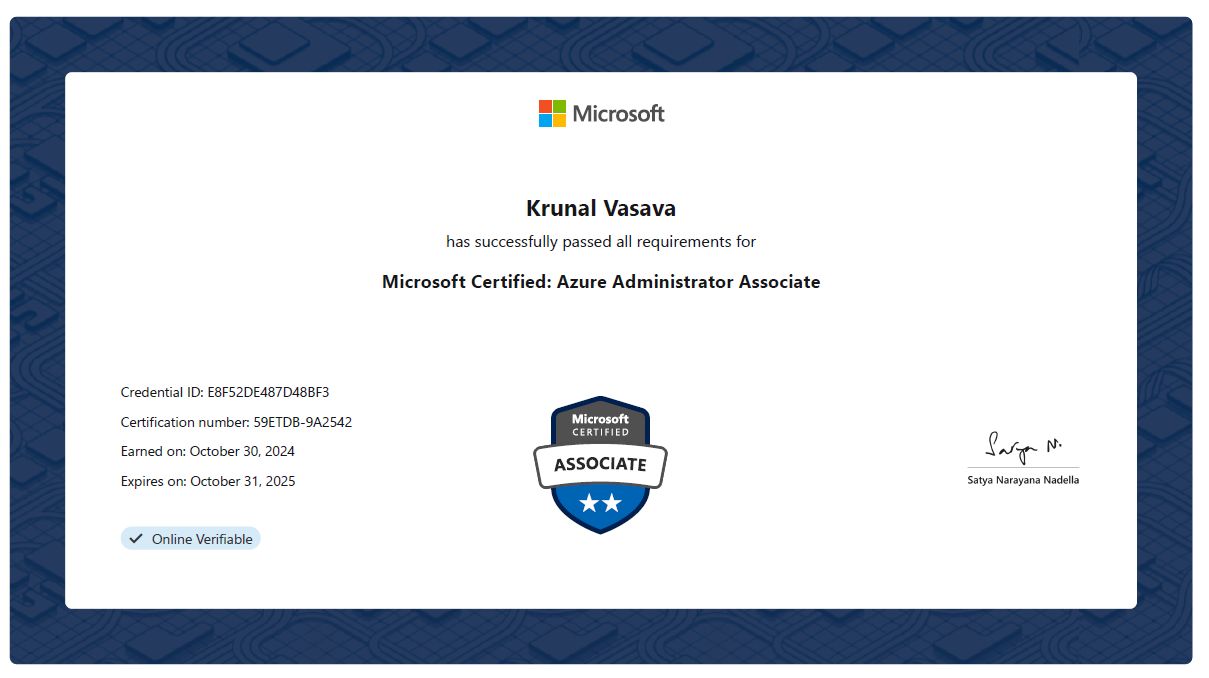 Microsoft
Krunal Vasava
has successfully passed all requirements for
Microsoft Certified: Azure Administrator Associate
Credential ID: E8F52DE487D48BF3
Certification number: 59ETDB-9A2542
Earned on: October 30, 2024
Expires on: October 31, 2025
Online Verifiable
Microsoft
CERTIFIED
ASSOCIATE
Satya N.
Satya Narayana Nadella